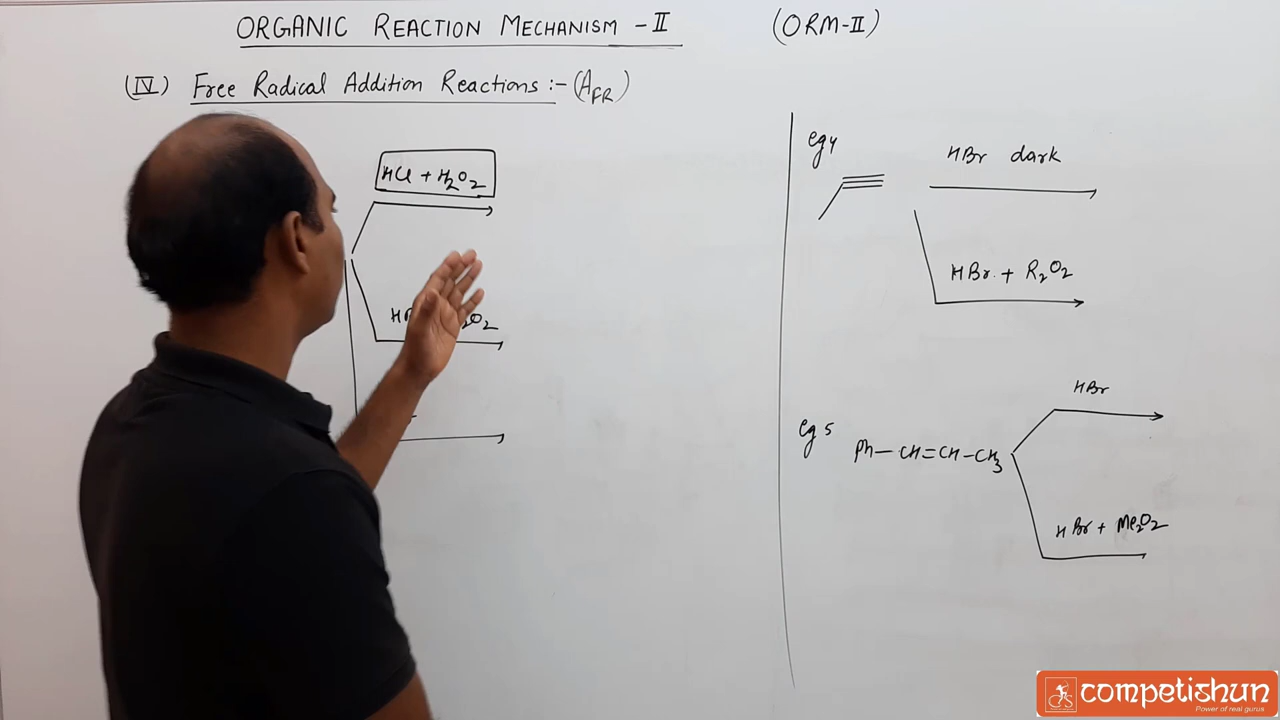 ORGANIC REACTION MECHANISM - II (ORM-II)
(IV) Free Radical Addition Reactions :- (AFR)
HCl + H2O2
eg 4
HBr dark
HBr + R2O2
eg 5
Ph—CH=CH—CH3
HBr
HBr + Me2O2
competishun
Power of real gurus